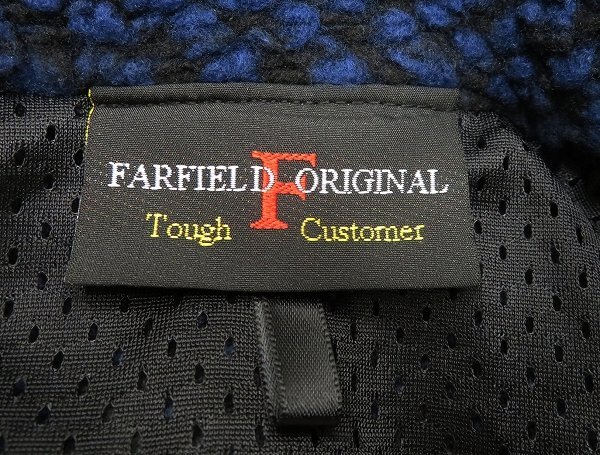 FARFIELD F ORIGINAL
Tough Customer